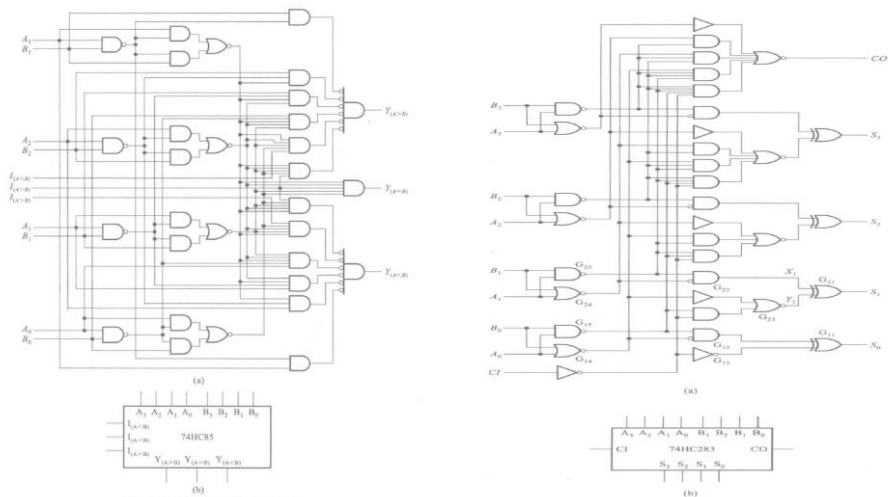 A₃
B₃
A₂
B₂
I(A<B)
I(A=B)
I(A>B)
A₁
B₁
A₀
B₀
Y(A>B)
Y(A=B)
Y(A<B)
(a)
A₃ A₂ A₁ A₀ B₃ B₂ B₁ B₀
I(A<B)
I(A=B)
I(A>B)
74HC85
Y(A>B) Y(A=B) Y(A<B)
(b)
CO
B₃
A₃
S₃
B₂
A₂
S₂
B₁
G₂₅
A₁
G₂₄
G₂₂
X₁
G₂₁
Y₁
S₁
G₂₃
B₀
G₁₅
A₀
G₁₄
G₁₁
G₁₂
S₀
CI
G₁₃
(a)
A₃ A₂ A₁ A₀ B₃ B₂ B₁ B₀
CI 74HC283 CO
S₃ S₂ S₁ S₀
(b)